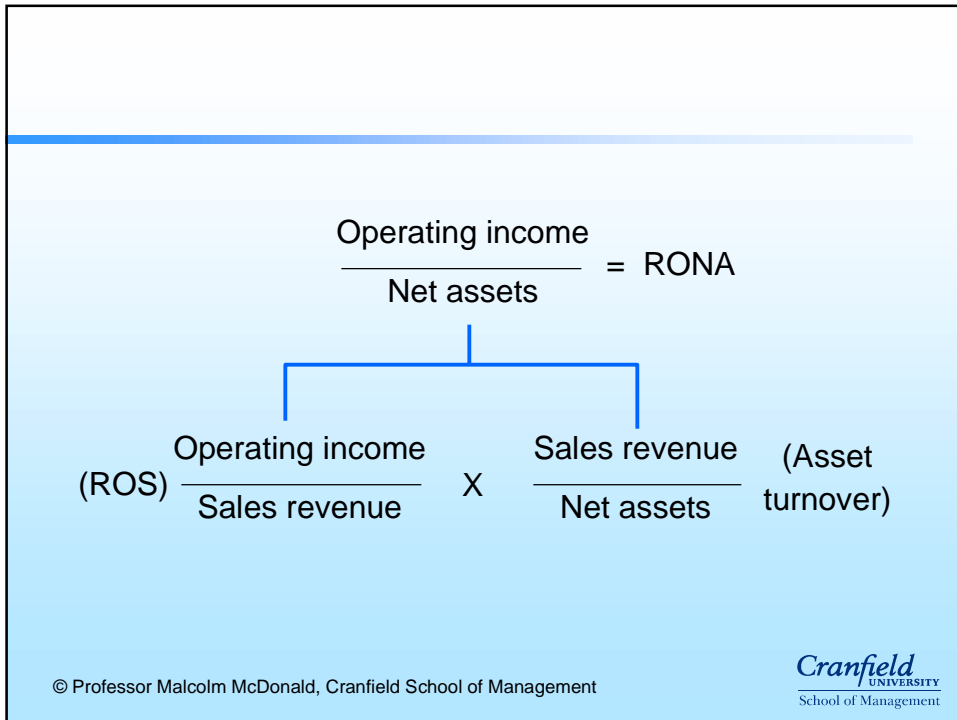 Operating income
= RONA
Net assets
Operating income
Sales revenue
(ROS)
X
Sales revenue
Net assets
(Asset
turnover)
© Professor Malcolm McDonald, Cranfield School of Management
Cranfield
UNIVERSITY
School of Management